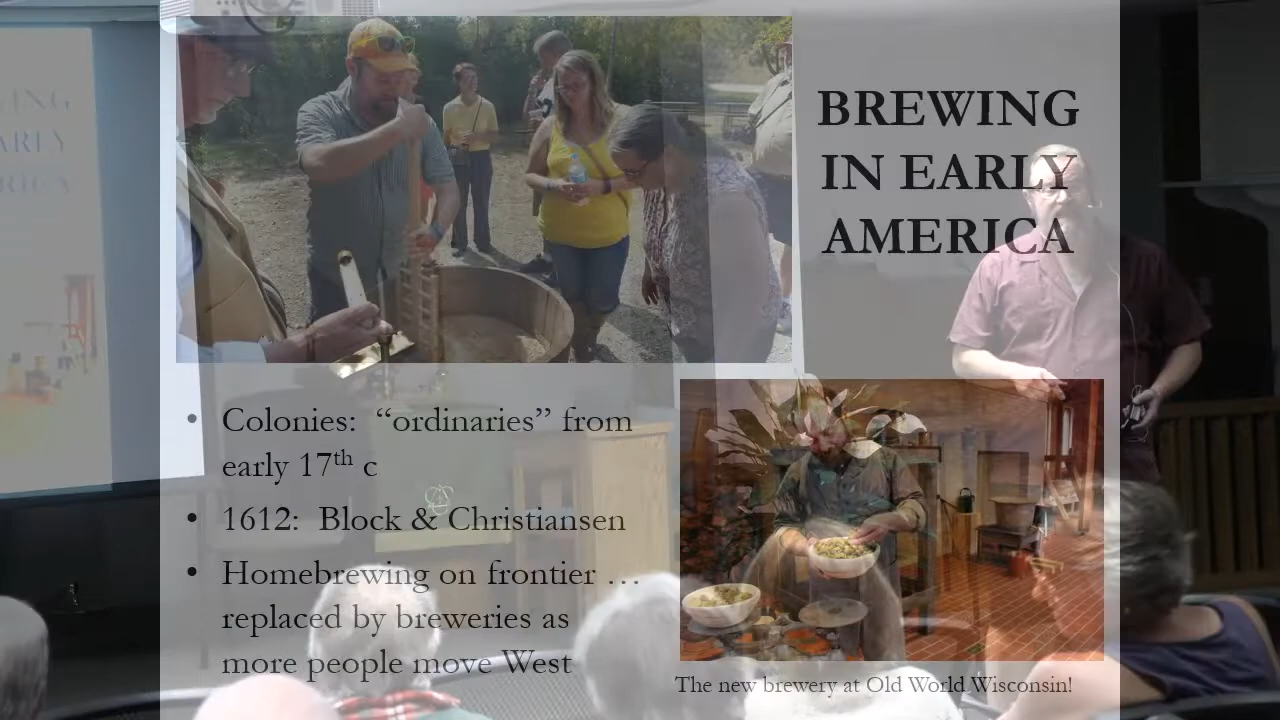 BREWING
IN EARLY
AMERICA
• Colonies: “ordinaries” from
early 17th c
• 1612: Block & Christiansen
• Homebrewing on frontier …
replaced by breweries as
more people move West
The new brewery at Old World Wisconsin!